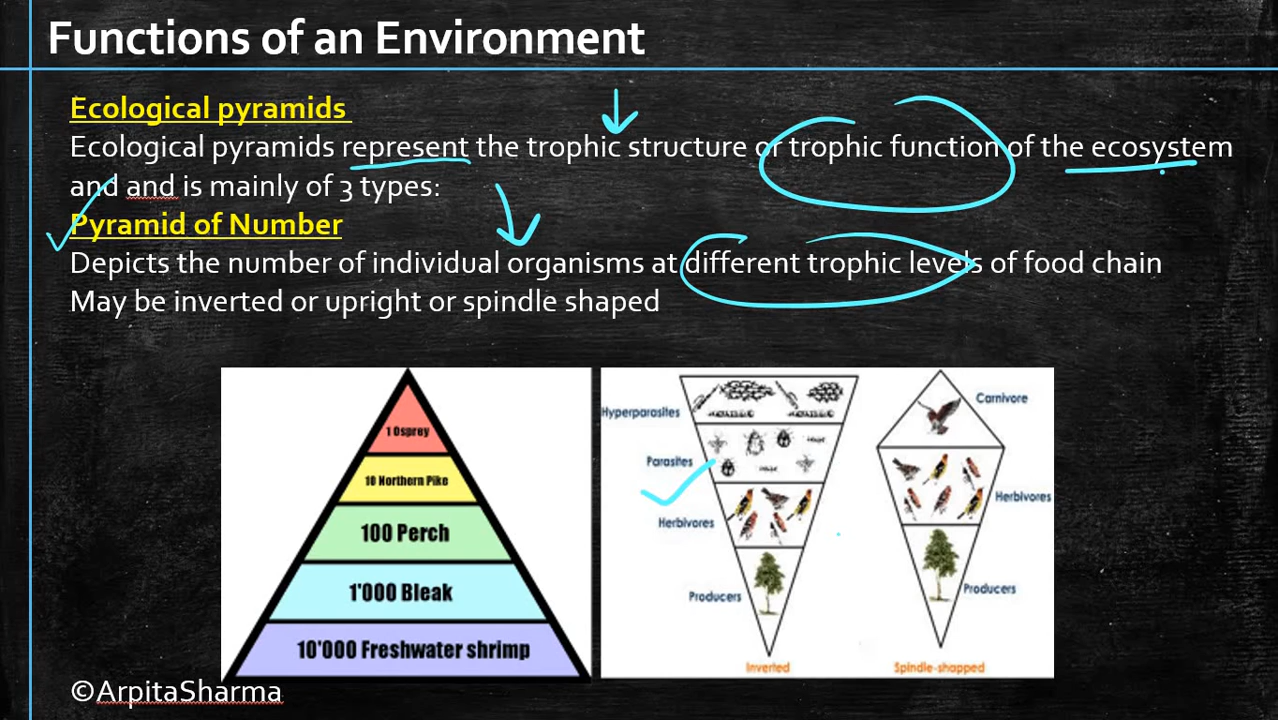 Functions of an Environment
Ecological pyramids
Ecological pyramids represent the trophic structure or trophic function of the ecosystem
and and is mainly of 3 types:
Pyramid of Number
Depicts the number of individual organisms at different trophic levels of food chain
May be inverted or upright or spindle shaped
1 Osprey
10 Northern Pike
100 Perch
1'000 Bleak
10'000 Freshwater shrimp
Hyperparasites
Parasites
Herbivores
Producers
Inverted
Carnivore
Herbivores
Producers
Spindle-shapped
©ArpitaSharma